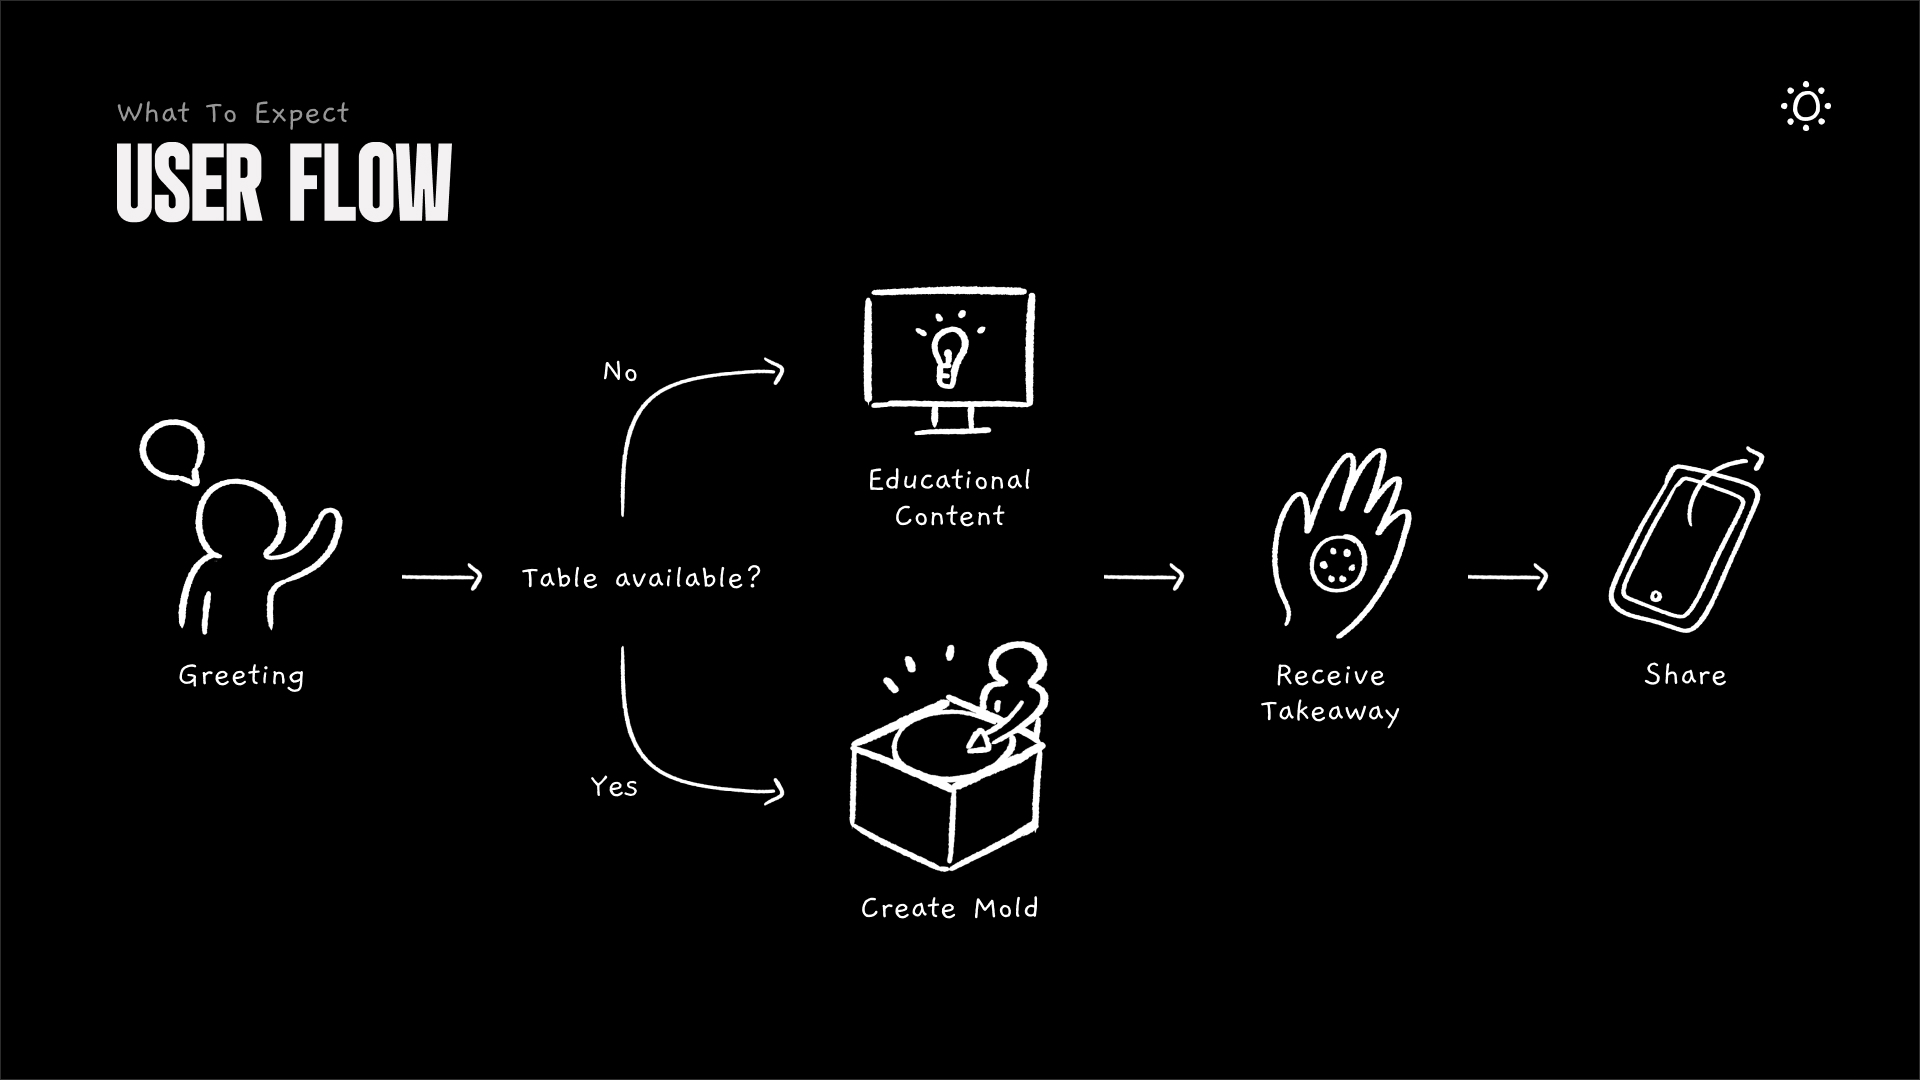 What To Expect
USER FLOW
Greeting
Table available?
No
Educational
Content
Yes
Create Mold
Receive
Takeaway
Share